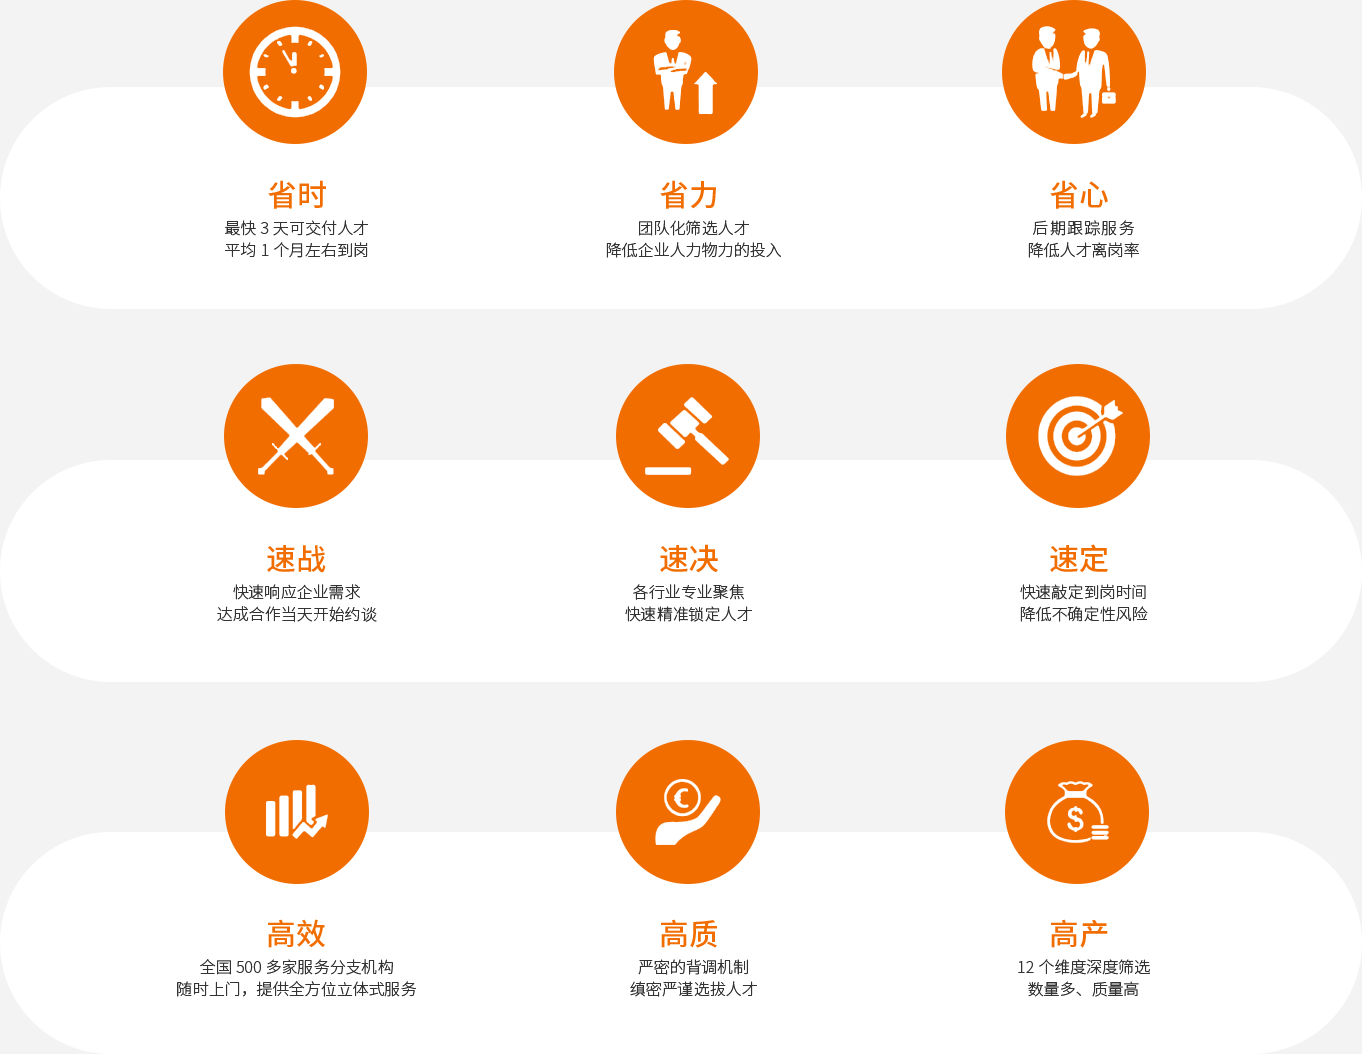 省时
最快 3 天可交付人才
平均 1 个月左右到岗
省力
团队化筛选人才
降低企业人力物力的投入
省心
后期跟踪服务
降低人才离岗率
速战
快速响应企业需求
达成合作当天开始约谈
速决
各行业专业聚焦
快速精准锁定人才
速定
快速敲定到岗时间
降低不确定性风险
高效
全国 500 多家服务分支机构
随时上门，提供全方位立体式服务
高质
严密的背调机制
缜密严谨选拔人才
高产
12 个维度深度筛选
数量多、质量高